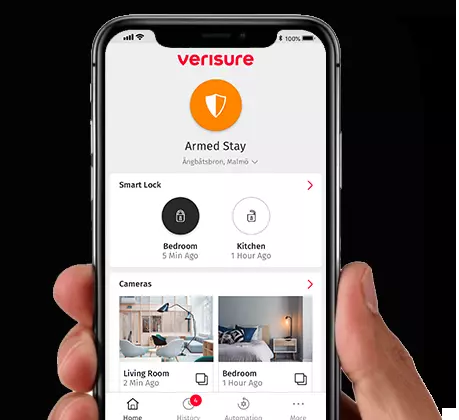 100%
verisure
Armed Stay
Ångbåtsbron, Malmö
Smart Lock
Bedroom
5 Min Ago
Kitchen
1 Hour Ago
Cameras
Living Room
2 Min Ago
Bedroom
1 Hour Ago
4
Home
History
Automation
More